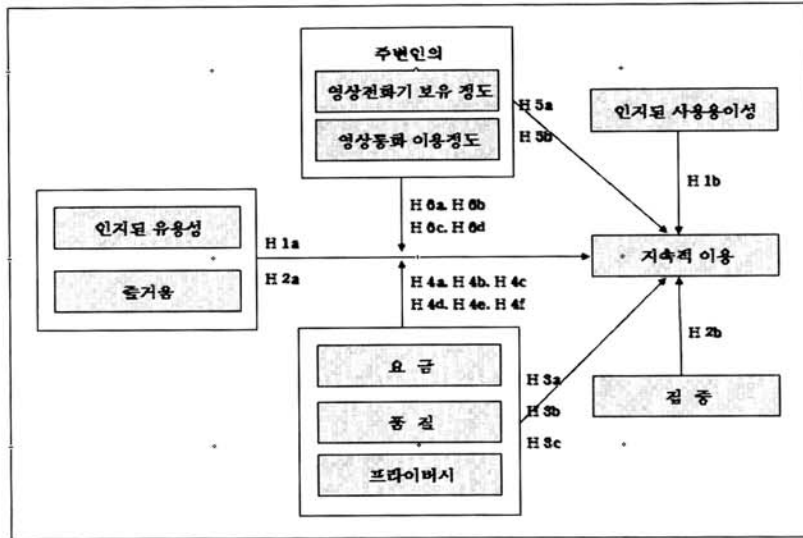 주변인의
영상전화기 보유 정도
영상통화 이용정도
H 5a
H 5b
인지된 사용용이성
H 1b
H 6a. H 6b
H 6c. H 6d
인지된 유용성
즐거움
H 1a
H 2a
지속적 이용
H 4a. H 4b. H 4c
H 4d. H 4e. H 4f
H 2b
요 금
품 질
프라이버시
H 3a
H 3b
H 3c
집 중